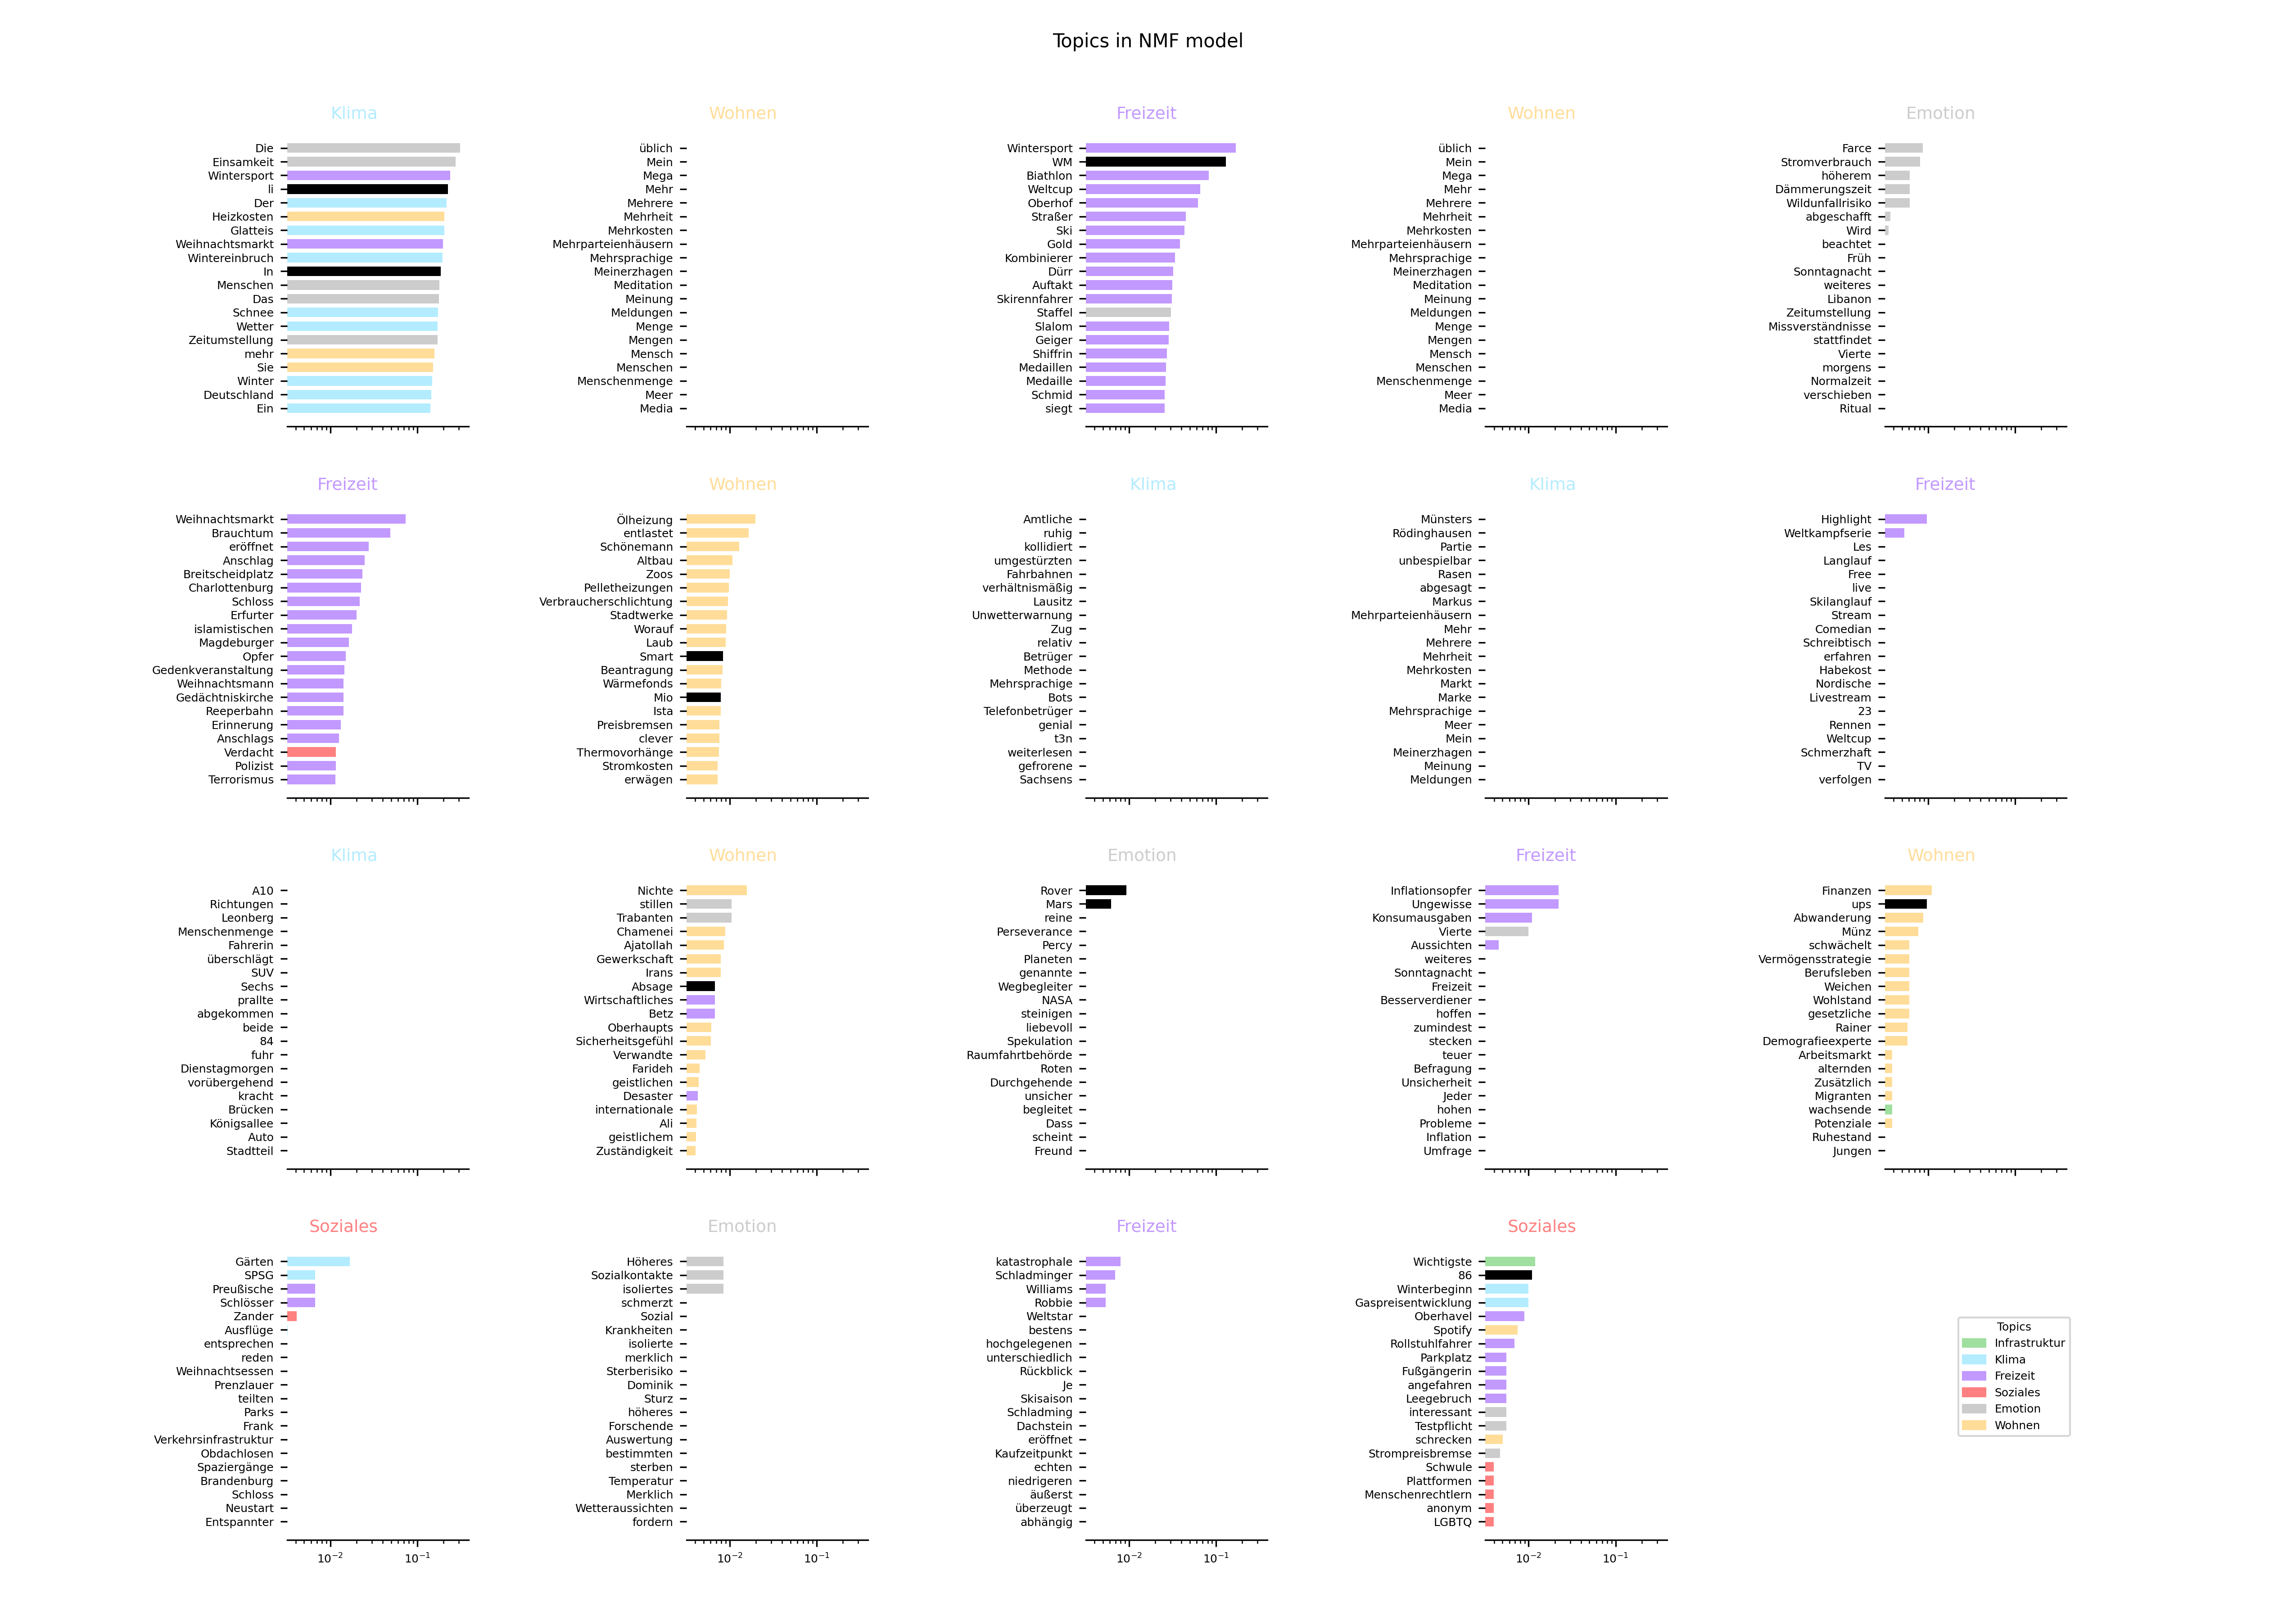 Topics in NMF model
Klima
Die
Einsamkeit
Wintersport
li
Der
Heizkosten
Glatteis
Weihnachtsmarkt
Wintereinbruch
In
Menschen
Das
Schnee
Wetter
Zeitumstellung
mehr
Sie
Winter
Deutschland
Ein
Wohnen
üblich
Mein
Mega
Mehr
Mehrere
Mehrheit
Mehrkosten
Mehrparteienhäusern
Mehrsprachige
Meinerzhagen
Meditation
Meinung
Meldungen
Menge
Mengen
Mensch
Menschen
Menschenmenge
Meer
Media
Freizeit
Wintersport
WM
Biathlon
Weltcup
Oberhof
Straßer
Ski
Gold
Kombinierer
Dürr
Auftakt
Skirennfahrer
Staffel
Slalom
Geiger
Shiffrin
Medaillen
Medaille
Schmid
siegt
Wohnen
üblich
Mein
Mega
Mehr
Mehrere
Mehrheit
Mehrkosten
Mehrparteienhäusern
Mehrsprachige
Meinerzhagen
Meditation
Meinung
Meldungen
Menge
Mengen
Mensch
Menschen
Menschenmenge
Meer
Media
Emotion
Farce
Stromverbrauch
höherem
Dämmerungszeit
Wildunfallrisiko
abgeschafft
Wird
beachtet
Früh
Sonntagnacht
weiteres
Libanon
Zeitumstellung
Missverständnisse
stattfindet
Vierte
morgens
Normalzeit
verschieben
Ritual
Freizeit
Weihnachtsmarkt
Brauchtum
eröffnet
Anschlag
Breitscheidplatz
Charlottenburg
Schloss
Erfurter
islamistischen
Magdeburger
Opfer
Gedenkveranstaltung
Weihnachtsmann
Gedächtniskirche
Reeperbahn
Erinnerung
Anschlags
Verdacht
Polizist
Terrorismus
Wohnen
Ölheizung
entlastet
Schönemann
Altbau
Zoos
Pelletheizungen
Verbraucherschlichtung
Stadtwerke
Worauf
Laub
Smart
Beantragung
Wärmefonds
Mio
Ista
Preisbremsen
clever
Thermovorhänge
Stromkosten
erwägen
Klima
Amtliche
ruhig
kollidiert
umgestürzten
Fahrbahnen
verhältnismäßig
Lausitz
Unwetterwarnung
Zug
relativ
Betrüger
Methode
Mehrsprachige
Bots
Telefonbetrüger
genial
t3n
weiterlesen
gefrorene
Sachsens
Klima
Münsters
Rödinghausen
Partie
unbespielbar
Rasen
abgesagt
Markus
Mehrparteienhäusern
Mehr
Mehrere
Mehrheit
Mehrkosten
Markt
Marke
Mehrsprachige
Meer
Mein
Meinerzhagen
Meinung
Meldungen
Freizeit
Highlight
Weltkampfserie
Les
Langlauf
Free
live
Skilanglauf
Stream
Comedian
Schreibtisch
erfahren
Habekost
Nordische
Livestream
23
Rennen
Weltcup
Schmerzhaft
TV
verfolgen
Klima
A10
Richtungen
Leonberg
Menschenmenge
Fahrerin
überschlägt
SUV
Sechs
prallte
abgekommen
beide
84
fuhr
Dienstagmorgen
vorübergehend
kracht
Brücken
Königsallee
Auto
Stadtteil
Wohnen
Nichte
stillen
Trabanten
Chamenei
Ajatollah
Gewerkschaft
Irans
Absage
Wirtschaftliches
Betz
Oberhaupts
Sicherheitsgefühl
Verwandte
Farideh
geistlichen
Desaster
internationale
Ali
geistlichem
Zuständigkeit
Emotion
Rover
Mars
reine
Perseverance
Percy
Planeten
genannte
Wegbegleiter
NASA
steinigen
liebevoll
Spekulation
Raumfahrtbehörde
Roten
Durchgehende
unsicher
begleitet
Dass
scheint
Freund
Freizeit
Inflationsopfer
Ungewisse
Konsumausgaben
Vierte
Aussichten
weiteres
Sonntagnacht
Freizeit
Besserverdiener
hoffen
zumindest
stecken
teuer
Befragung
Unsicherheit
Jeder
hohen
Probleme
Inflation
Umfrage
Wohnen
Finanzen
ups
Abwanderung
Münz
schwächelt
Vermögensstrategie
Berufsleben
Weichen
Wohlstand
gesetzliche
Rainer
Demografieexperte
Arbeitsmarkt
alternden
Zusätzlich
Migranten
wachsende
Potenziale
Ruhestand
Jungen
Soziales
Gärten
SPSG
Preußische
Schlösser
Zander
Ausflüge
entsprechen
reden
Weihnachtsessen
Prenzlauer
teilten
Parks
Frank
Verkehrsinfrastruktur
Obdachlosen
Spaziergänge
Brandenburg
Schloss
Neustart
Entspannter
10⁻² 10⁻¹
Emotion
Höheres
Sozialkontakte
isoliertes
schmerzt
Sozial
Krankheiten
isolierte
merklich
Sterberisiko
Dominik
Sturz
höheres
Forschende
Auswertung
bestimmten
sterben
Temperatur
Merklich
Wetteraussichten
fordern
10⁻² 10⁻¹
Freizeit
katastrophale
Schladminger
Williams
Robbie
Weltstar
bestens
hochgelegenen
unterschiedlich
Rückblick
Je
Skisaison
Schladming
Dachstein
eröffnet
Kaufzeitpunkt
echten
niedrigeren
äußerst
überzeugt
abhängig
10⁻² 10⁻¹
Soziales
Wichtigste
86
Winterbeginn
Gaspreisentwicklung
Oberhavel
Spotify
Rollstuhlfahrer
Parkplatz
Fußgängerin
angefahren
Leegebruch
interessant
Testpflicht
schrecken
Strompreisbremse
Schwule
Plattformen
Menschenrechtlern
anonym
LGBTQ
10⁻² 10⁻¹
Topics
Infrastruktur
Klima
Freizeit
Soziales
Emotion
Wohnen